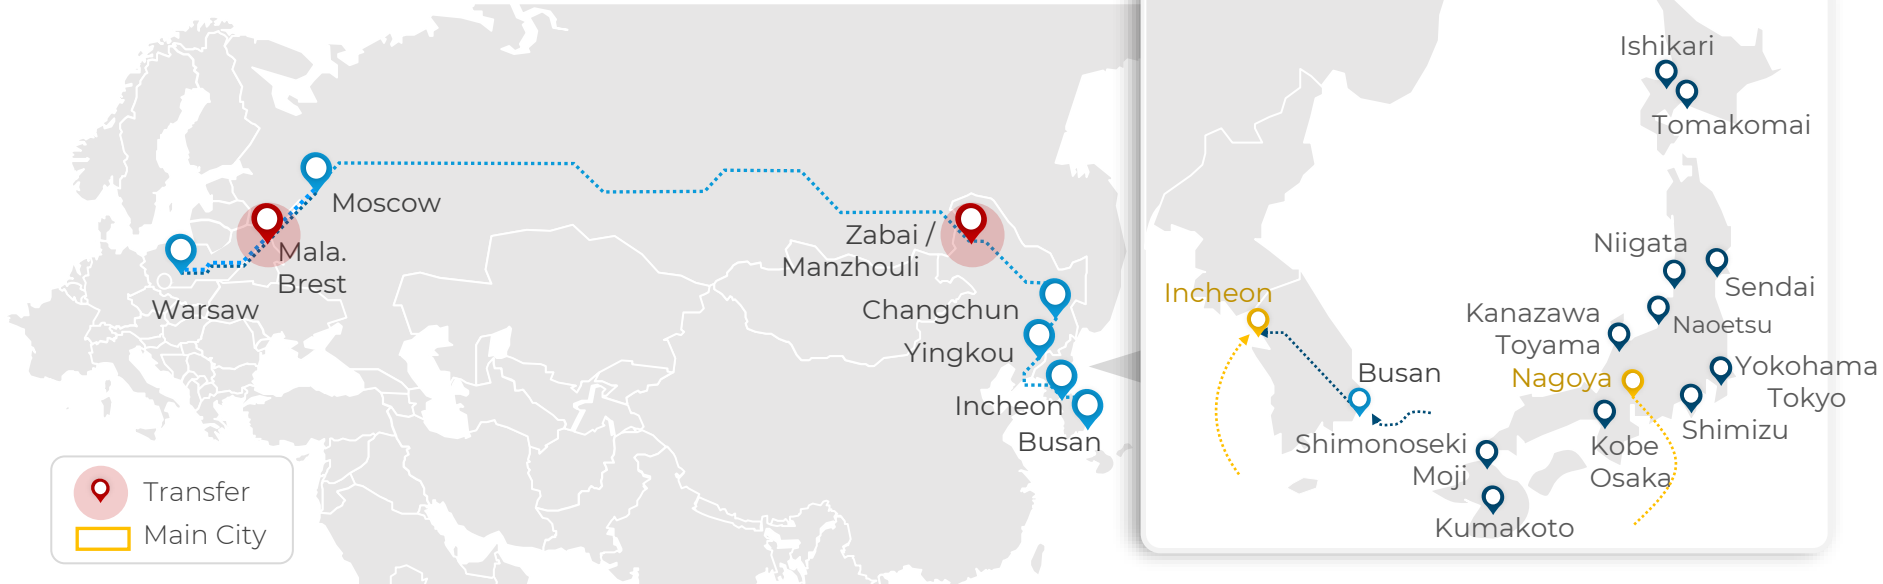 Moscow
Mala.
Brest
Warsaw
Zabai /
Manzhouli
Changchun
Yingkou
Incheon
Busan
Transfer
Main City
Ishikari
Tomakomai
Niigata
Sendai
Incheon
Kanazawa
Toyama
Naoetsu
Nagoya
Yokohama
Tokyo
Busan
Shimizu
Shimonoseki
Moji
Kobe
Osaka
Kumakoto